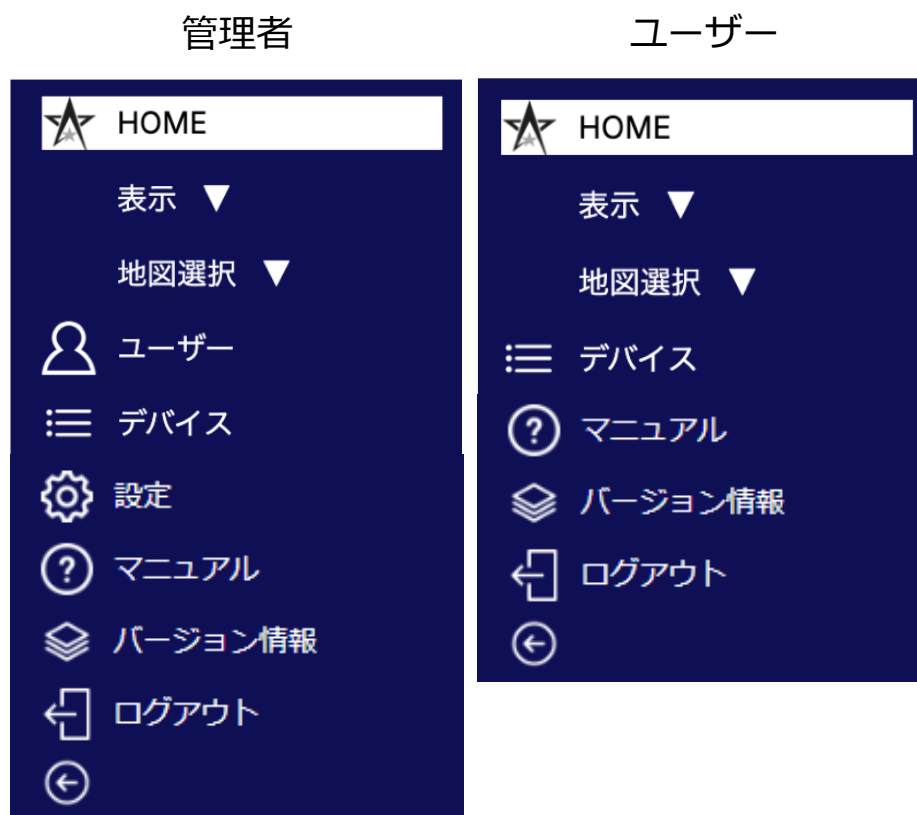 管理者
HOME
表示 ▼
地図選択 ▼
ユーザー
デバイス
設定
マニュアル
バージョン情報
ログアウト
ユーザー
HOME
表示 ▼
地図選択 ▼
デバイス
マニュアル
バージョン情報
ログアウト